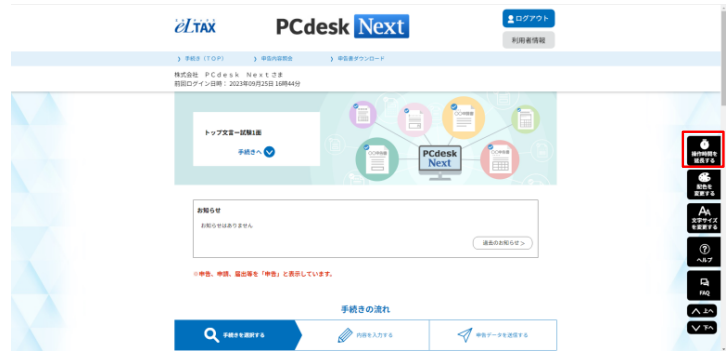 eLTAX
PCdesk Next
ログアウト
利用者情報
手続き（TOP）
申告内容照会
申告書ダウンロード
株式会社　PCdesk　Nextさま
前回ログイン日時：2023年09月25日 16時44分
トップ文言ー試験1面
手続きへ
PCdesk
Next
お知らせ
お知らせはありません
過去のお知らせ＞
※申告、申請、届出等を「申告」と表示しています。
手続きの流れ
手続きを選択する
内容を入力する
申告データを送信する
操作時間を
延長する
配色を
変更する
文字サイズ
を変更する
ヘルプ
FAQ
上へ
下へ